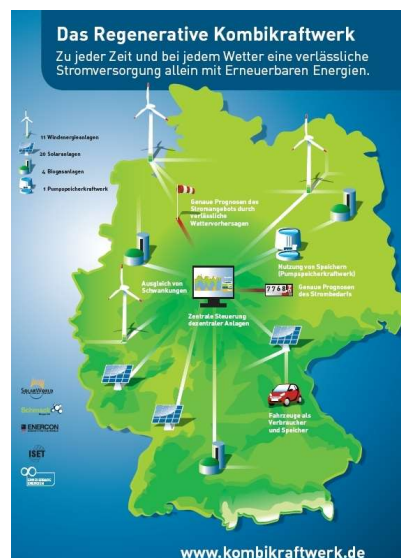 Das Regenerative Kombikraftwerk
Zu jeder Zeit und bei jedem Wetter eine verlässliche
Stromversorgung allein mit Erneuerbaren Energien.
11 Windenergieanlagen
20 Solaranlagen
4 Biogasanlagen
1 Pumpspeicherkraftwerk
Genaue Prognosen des
Stromangebots durch
verlässliche
Wettervorhersagen
Nutzung von Speichern
(Pumpspeicherkraftwerk)
Ausgleich von
Schwankungen
7768
Genaue Prognosen
des Strombedarfs
Zentrale Steuerung
dezentraler Anlagen
Fahrzeuge als
Verbraucher
und Speicher
SolarWorld
ENERCON
ISET
www.kombikraftwerk.de